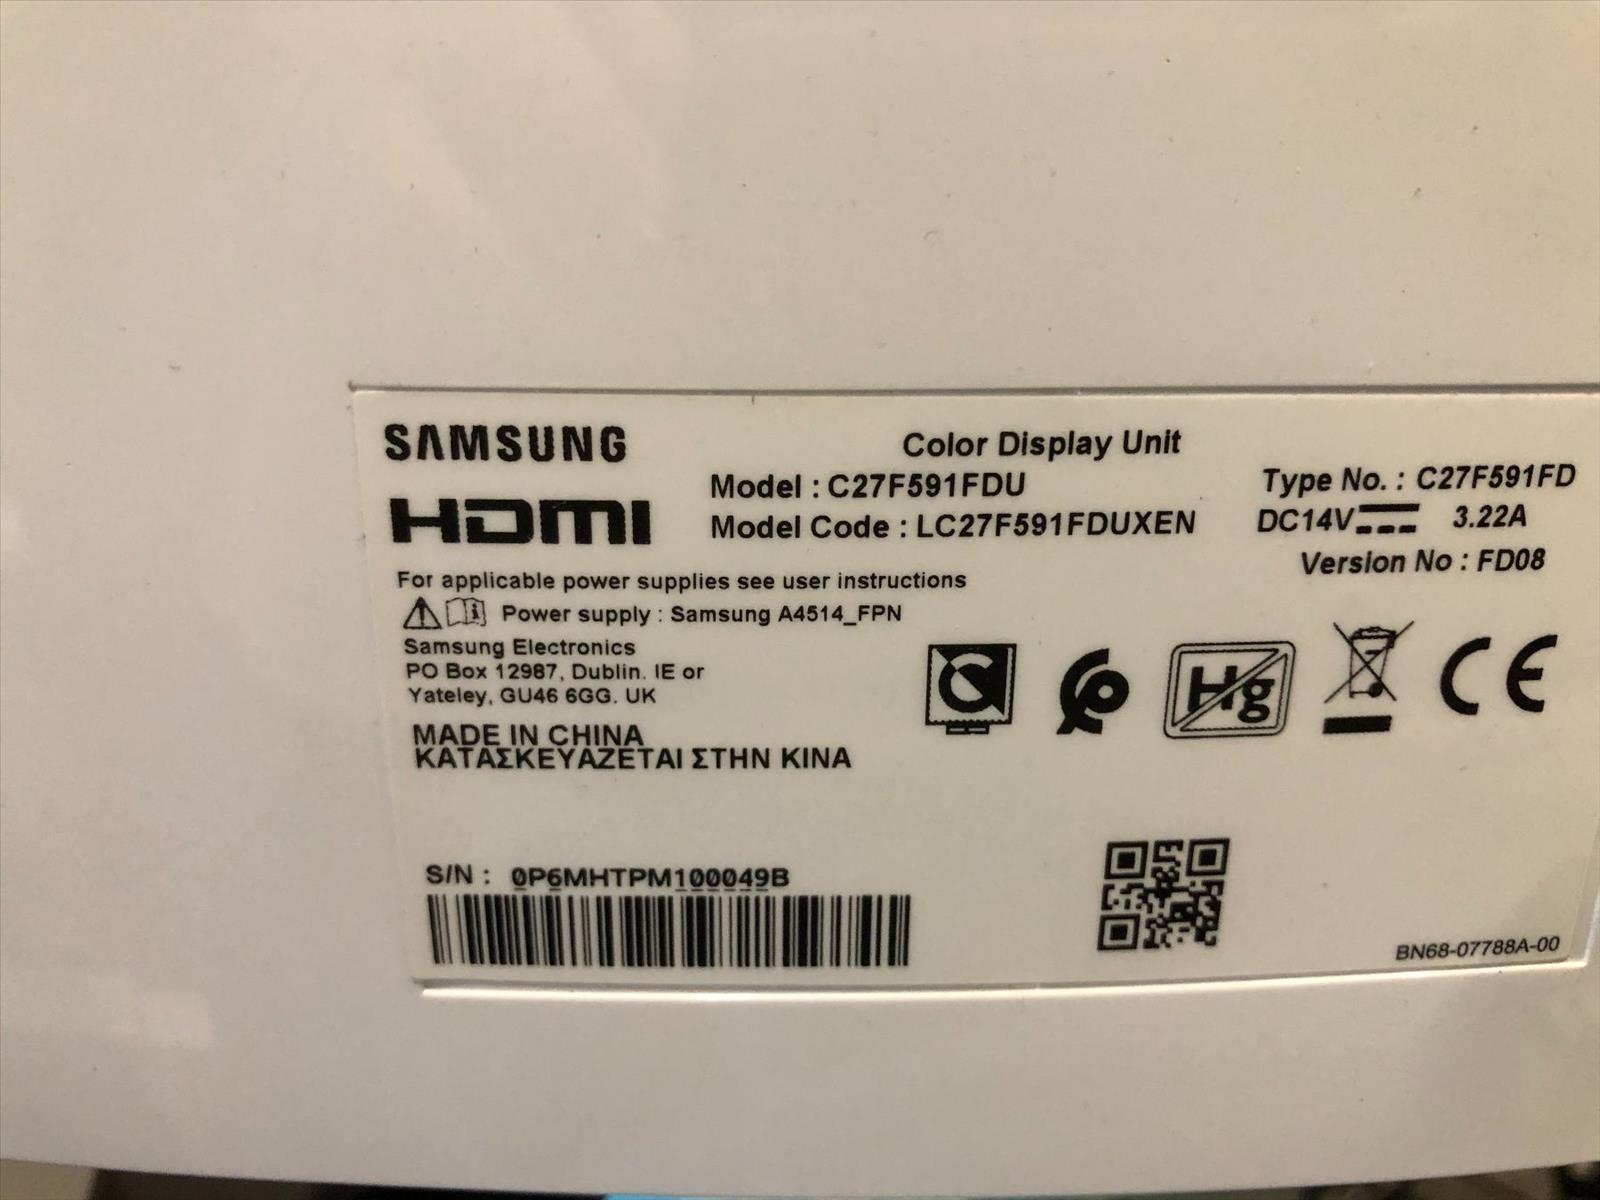 SAMSUNG
HDMI
Color Display Unit
Model : C27F591FDU
Model Code : LC27F591FDUXEN
Type No. : C27F591FD
DC14V 3.22A
Version No : FD08
For applicable power supplies see user instructions
Power supply : Samsung A4514_FPN
Samsung Electronics
PO Box 12987, Dublin. IE or
Yateley, GU46 6GG. UK
MADE IN CHINA
ΚΑΤΑΣΚΕΥΑΖΕΤΑΙ ΣΤΗΝ ΚΙΝΑ
Hg
CE
S/N : 0P6MHTPM100049B
BN68-07788A-00